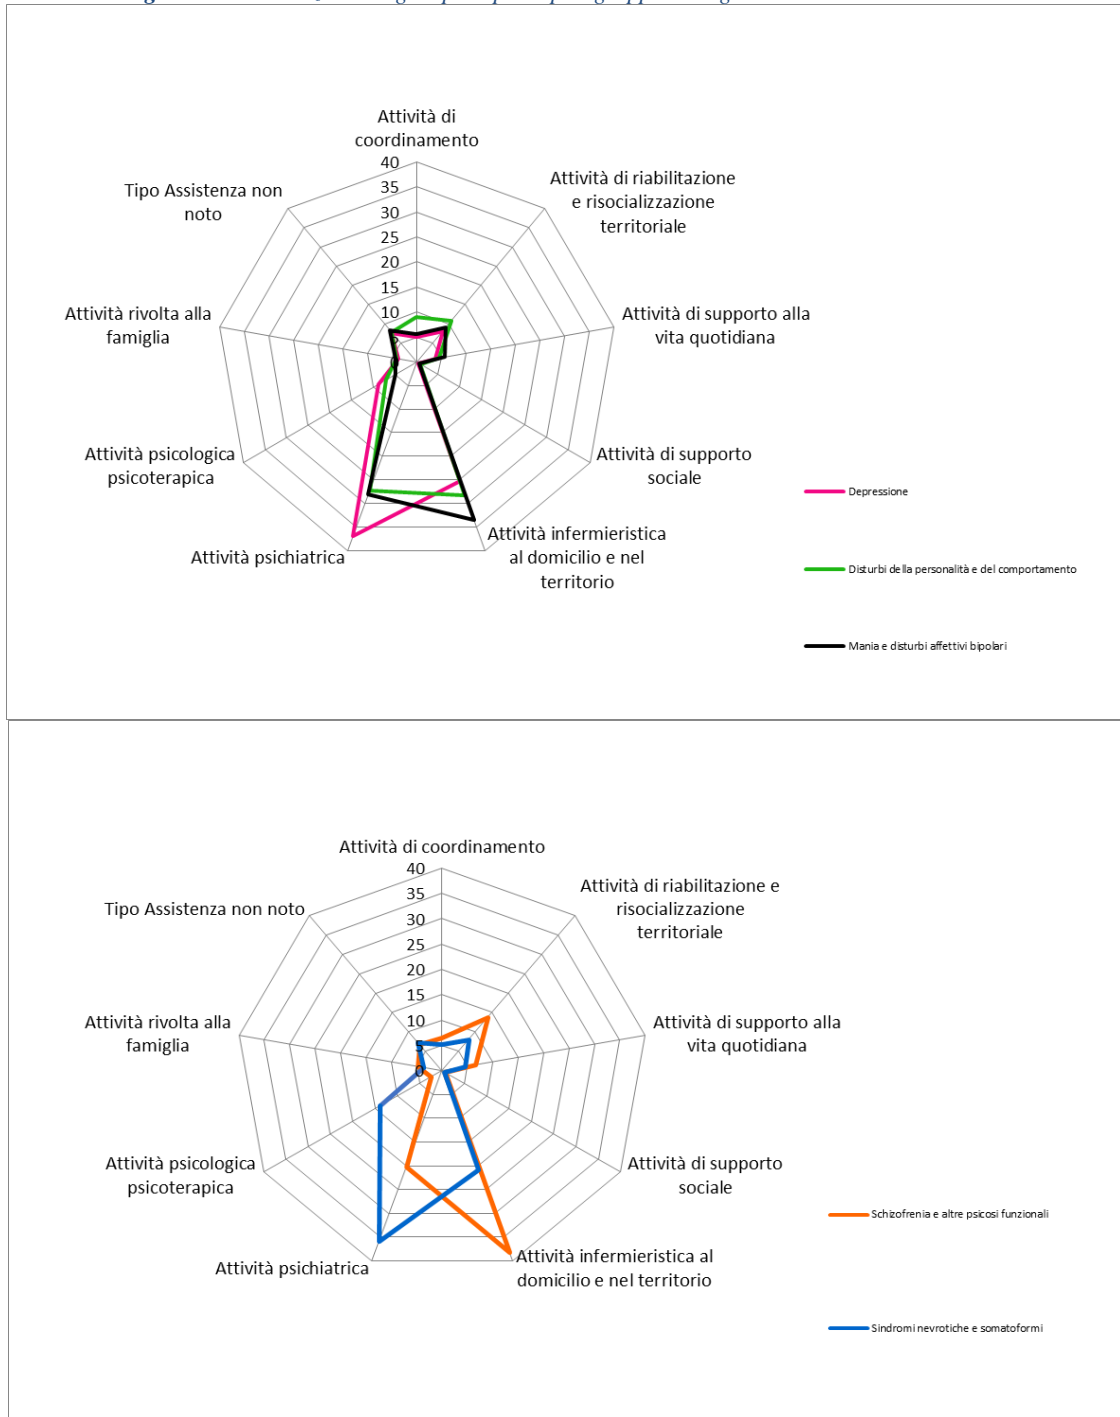 Attività di
coordinamento
40
35
30
25
20
15
10
5
0
Attività di riabilitazione
e risocializzazione
territoriale
Attività di supporto alla
vita quotidiana
Attività di supporto
sociale
Attività infermieristica
al domicilio e nel
territorio
Attività psichiatrica
Attività psicologica
psicoterapica
Attività rivolta alla
famiglia
Tipo Assistenza non
noto
Depressione
Disturbi della personalità e del comportamento
Mania e disturbi affettivi bipolari
Attività di coordinamento
40
35
30
25
20
15
10
5
0
Attività di riabilitazione e
risocializzazione
territoriale
Attività di supporto alla
vita quotidiana
Attività di supporto
sociale
Attività infermieristica al
domicilio e nel territorio
Attività psichiatrica
Attività psicologica
psicoterapica
Attività rivolta alla
famiglia
Tipo Assistenza non noto
Schizofrenia e altre psicosi funzionali
Sindromi nevrotiche e somatoformi